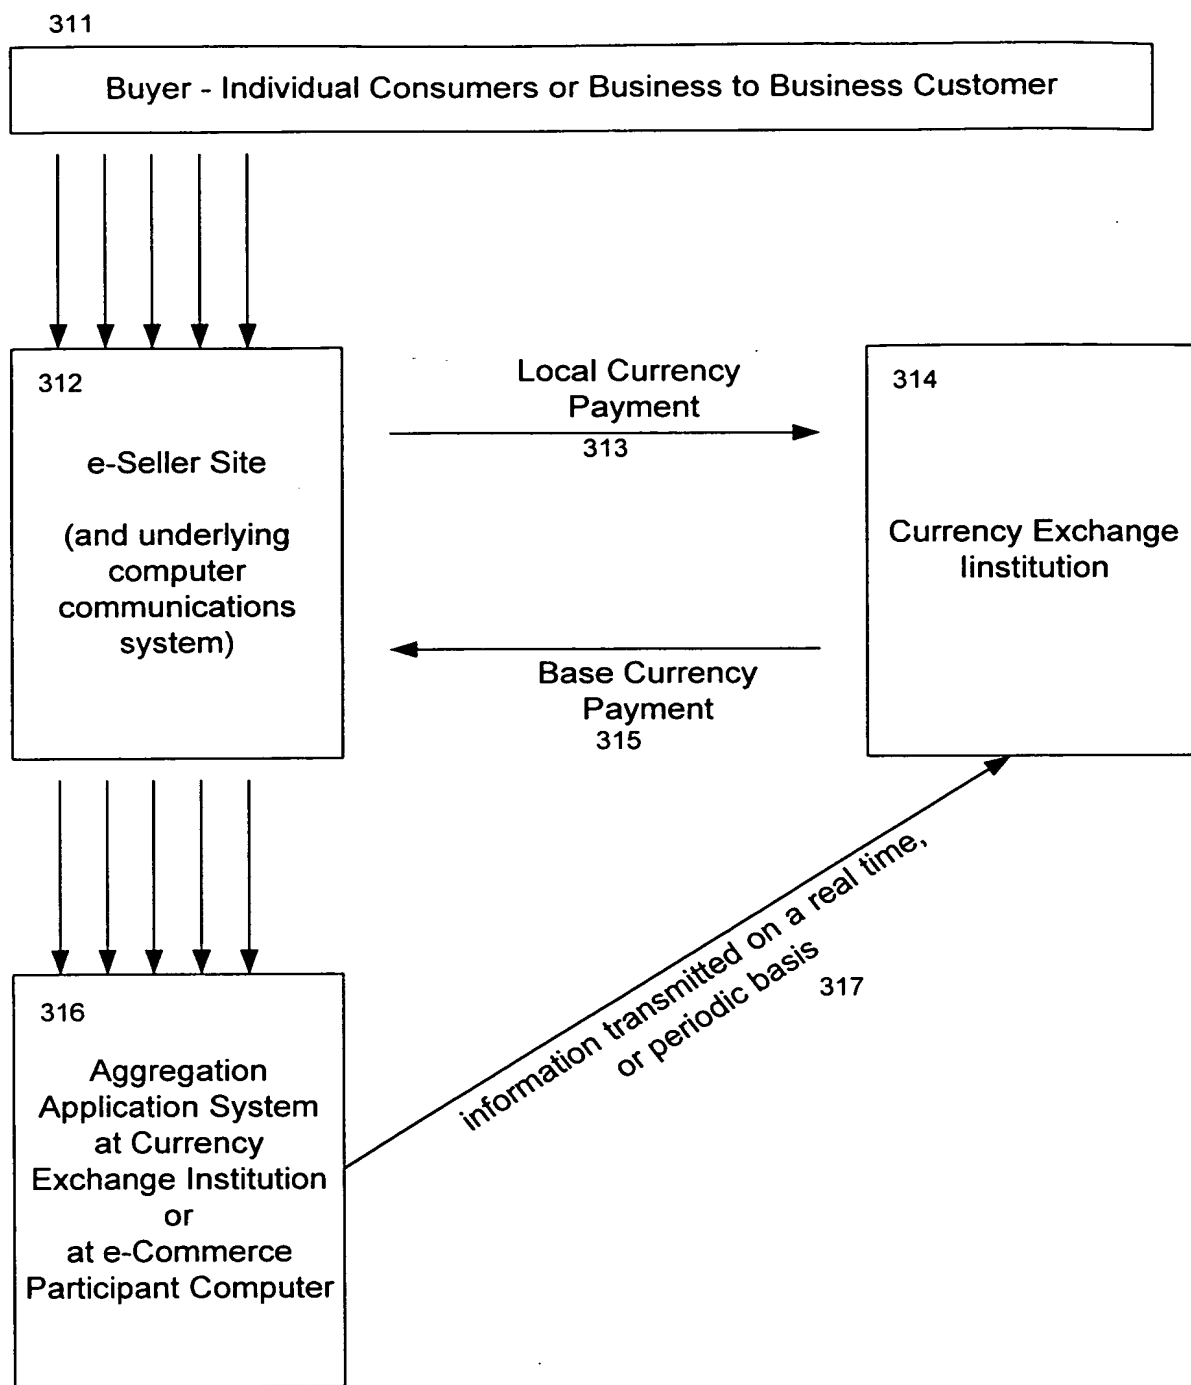 311
Buyer - Individual Consumers or Business to Business Customer
312
e-Seller Site
(and underlying
computer
communications
system)
Local Currency
Payment
313
314
Currency Exchange
Iinstitution
Base Currency
Payment
315
information transmitted on a real time,
or periodic basis
317
316
Aggregation
Application System
at Currency
Exchange Institution
or
at e-Commerce
Participant Computer